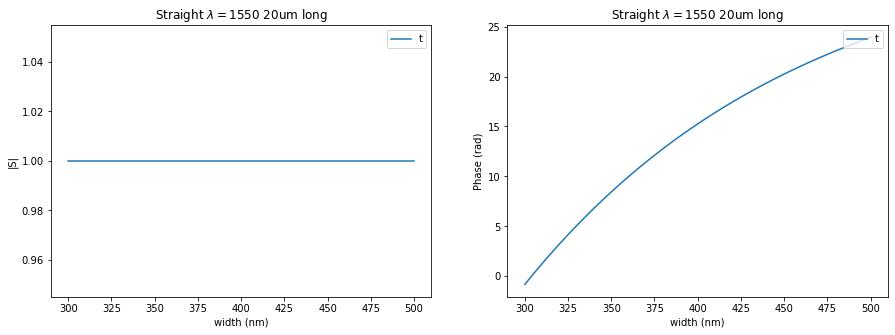 Straight λ = 1550 20um long
t
1.04
1.02
1.00
0.98
0.96
|S|
300 325 350 375 400 425 450 475 500
width (nm)
Straight λ = 1550 20um long
t
25
20
15
10
5
0
Phase (rad)
300 325 350 375 400 425 450 475 500
width (nm)